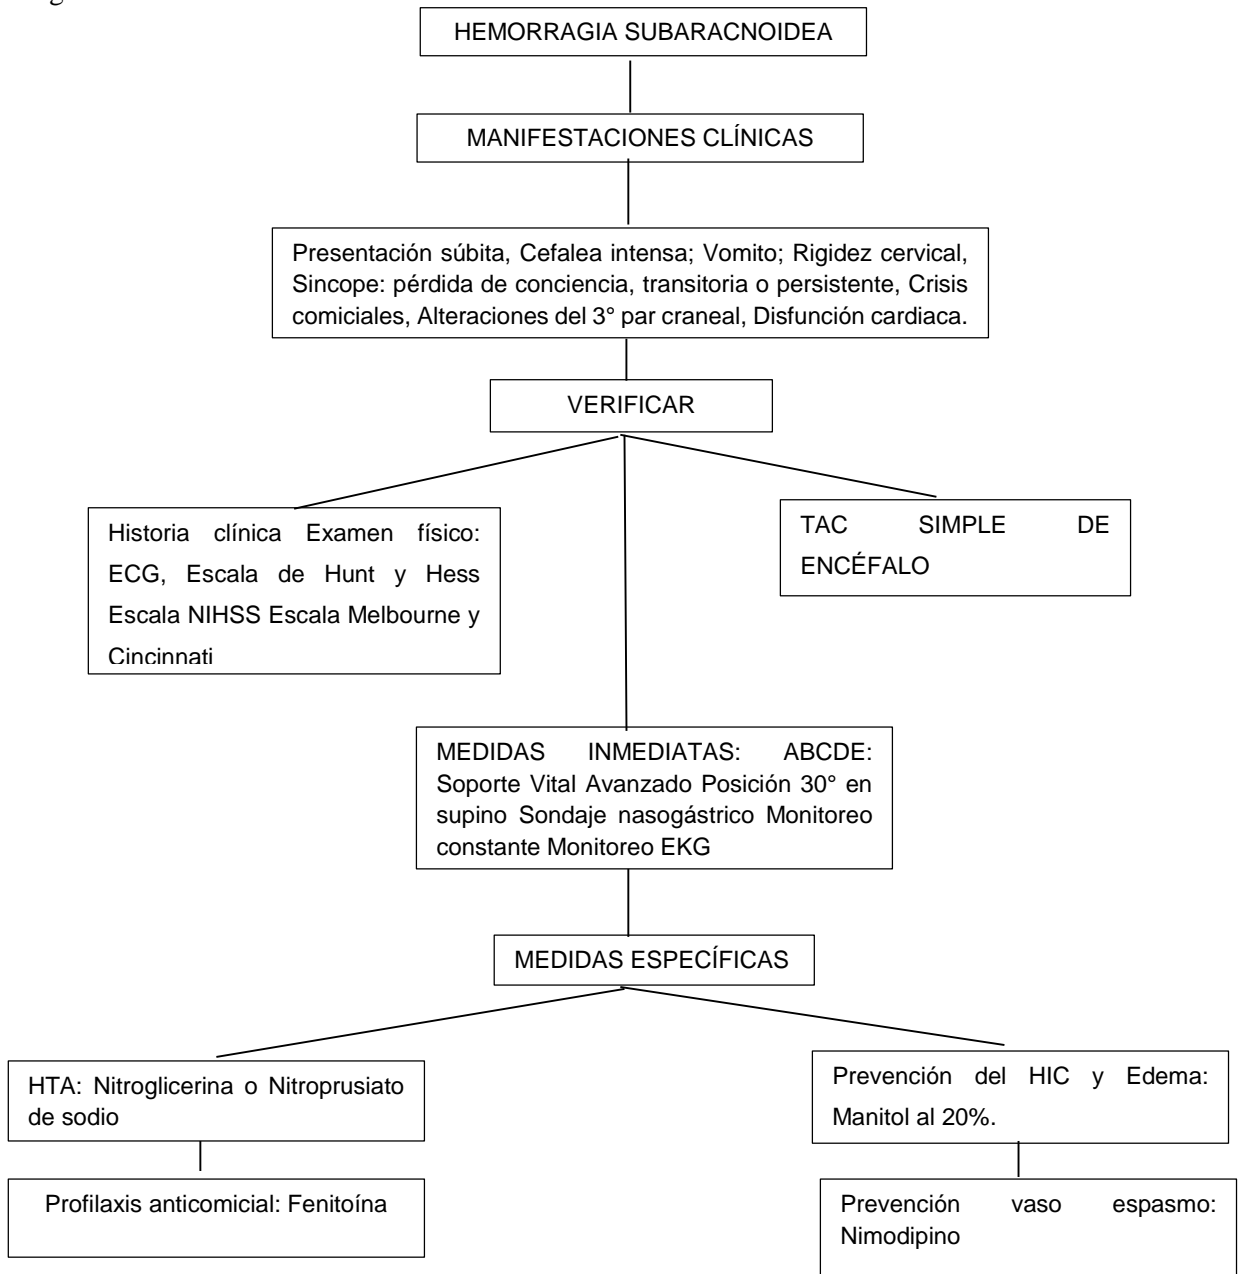 HEMORRAGIA SUBARACNOIDEA
MANIFESTACIONES CLÍNICAS
Presentación súbita, Cefalea intensa; Vomito; Rigidez cervical,
Sincope: pérdida de conciencia, transitoria o persistente, Crisis
comiciales, Alteraciones del 3° par craneal, Disfunción cardiaca.
VERIFICAR
Historia clínica Examen físico:
ECG, Escala de Hunt y Hess
Escala NIHSS Escala Melbourne y
Cincinnati
TAC SIMPLE DE
ENCÉFALO
MEDIDAS INMEDIATAS: ABCDE:
Soporte Vital Avanzado Posición 30° en
supino Sondaje nasogástrico Monitoreo
constante Monitoreo EKG
MEDIDAS ESPECÍFICAS
HTA: Nitroglicerina o Nitroprusiato
de sodio
Profilaxis anticomicial: Fenitoína
Prevención del HIC y Edema:
Manitol al 20%.
Prevención vaso espasmo:
Nimodipino